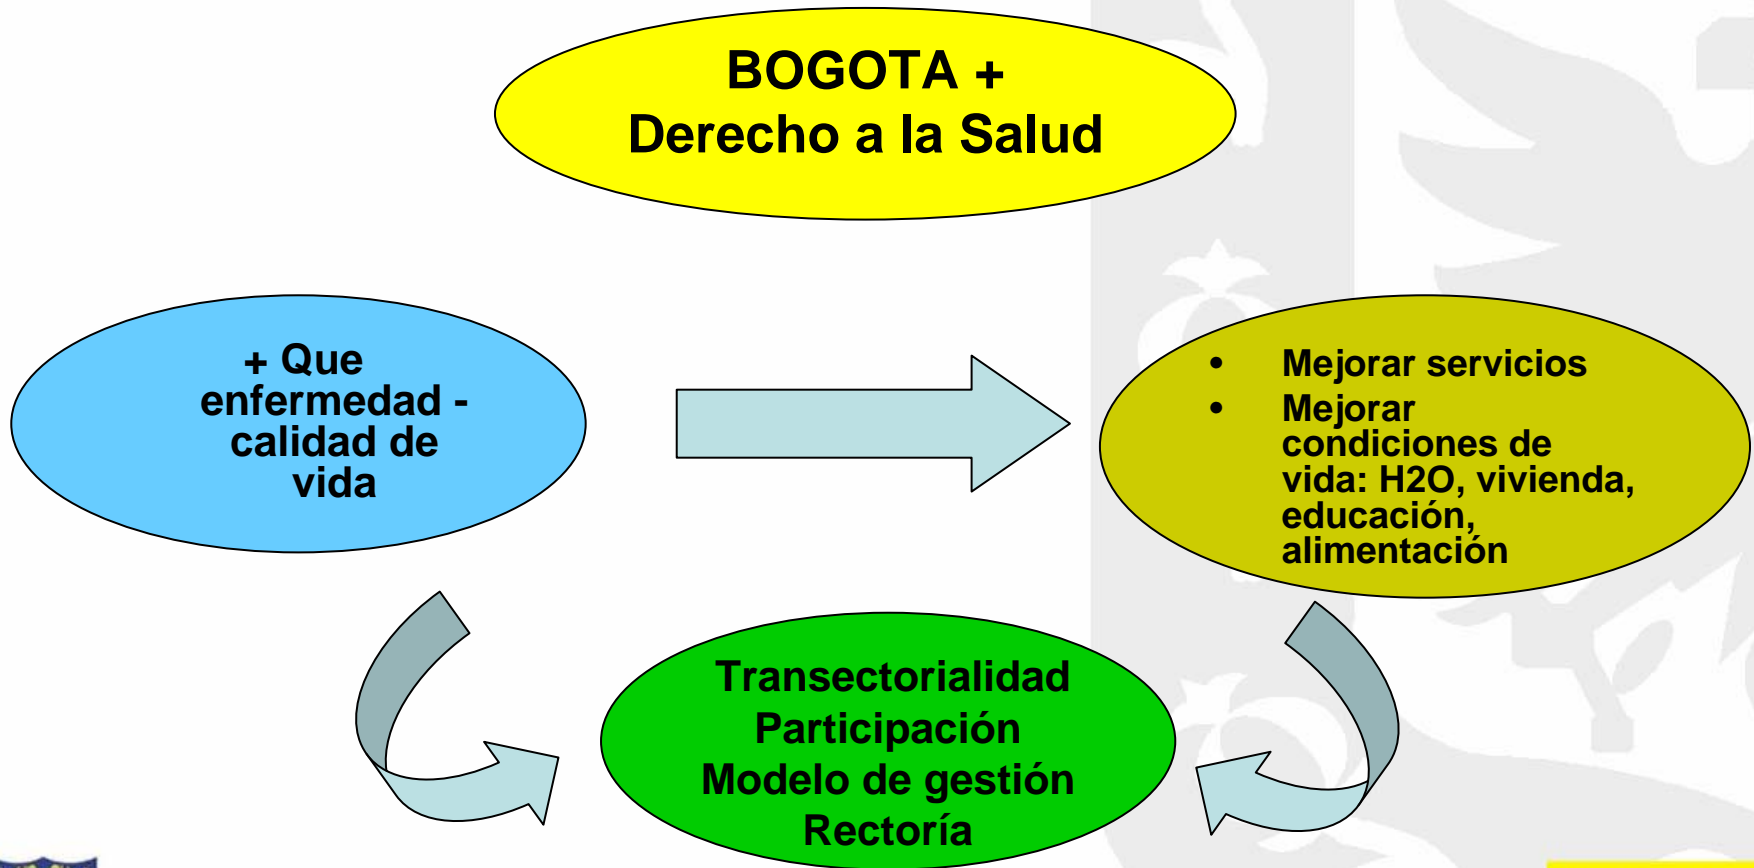 BOGOTA +
Derecho a la Salud
+ Que
enfermedad -
calidad de
vida
• Mejorar servicios
• Mejorar
condiciones de
vida: H2O, vivienda,
educación,
alimentación
Transectorialidad
Participación
Modelo de gestión
Rectoría